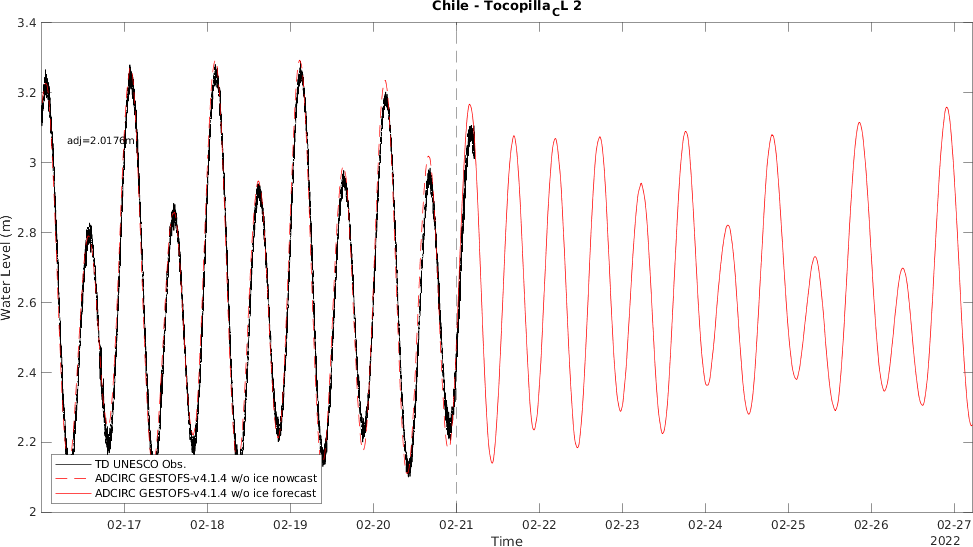 Chile - Tocopilla_CL 2
3.4
3.2
3
2.8
2.6
2.4
2.2
2
Water Level (m)
adj=2.0176m
TD UNESCO Obs.
ADCIRC GESTOFS-v4.1.4 w/o ice nowcast
ADCIRC GESTOFS-v4.1.4 w/o ice forecast
02-17 02-18 02-19 02-20 02-21 02-22 02-23 02-24 02-25 02-26 02-27
Time
2022